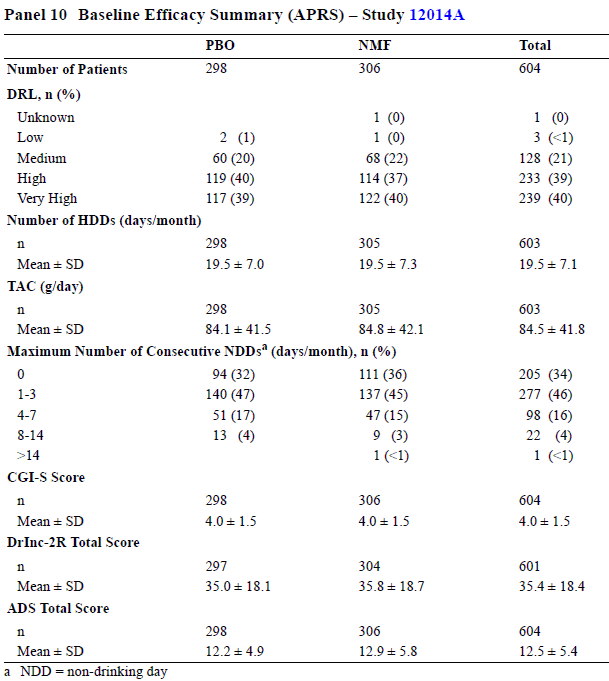 Panel 10 Baseline Efficacy Summary (APRS) – Study 12014A
PBO NMF Total
Number of Patients 298 306 604
DRL, n (%)
Unknown 1 (0) 1 (0)
Low 2 (1) 1 (0) 3 (<1)
Medium 60 (20) 68 (22) 128 (21)
High 119 (40) 114 (37) 233 (39)
Very High 117 (39) 122 (40) 239 (40)
Number of HDDs (days/month)
n 298 305 603
Mean ± SD 19.5 ± 7.0 19.5 ± 7.3 19.5 ± 7.1
TAC (g/day)
n 298 305 603
Mean ± SD 84.1 ± 41.5 84.8 ± 42.1 84.5 ± 41.8
Maximum Number of Consecutive NDDsa (days/month), n (%)
0 94 (32) 111 (36) 205 (34)
1-3 140 (47) 137 (45) 277 (46)
4-7 51 (17) 47 (15) 98 (16)
8-14 13 (4) 9 (3) 22 (4)
>14 1 (<1) 1 (<1)
CGI-S Score
n 298 306 604
Mean ± SD 4.0 ± 1.5 4.0 ± 1.5 4.0 ± 1.5
DrInc-2R Total Score
n 297 304 601
Mean ± SD 35.0 ± 18.1 35.8 ± 18.7 35.4 ± 18.4
ADS Total Score
n 298 306 604
Mean ± SD 12.2 ± 4.9 12.9 ± 5.8 12.5 ± 5.4
a NDD = non-drinking day